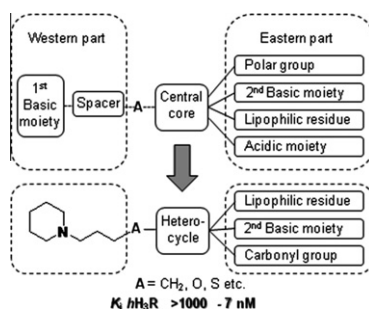 Western part
Eastern part
1st
Basic
moiety
Spacer
A
Central
core
Polar group
2nd Basic moiety
Lipophilic residue
Acidic moiety
N
A
Hetero-
cycle
Lipophilic residue
2nd Basic moiety
Carbonyl group
A = CH2, O, S etc.
Ki hH3R >1000 - 7 nM